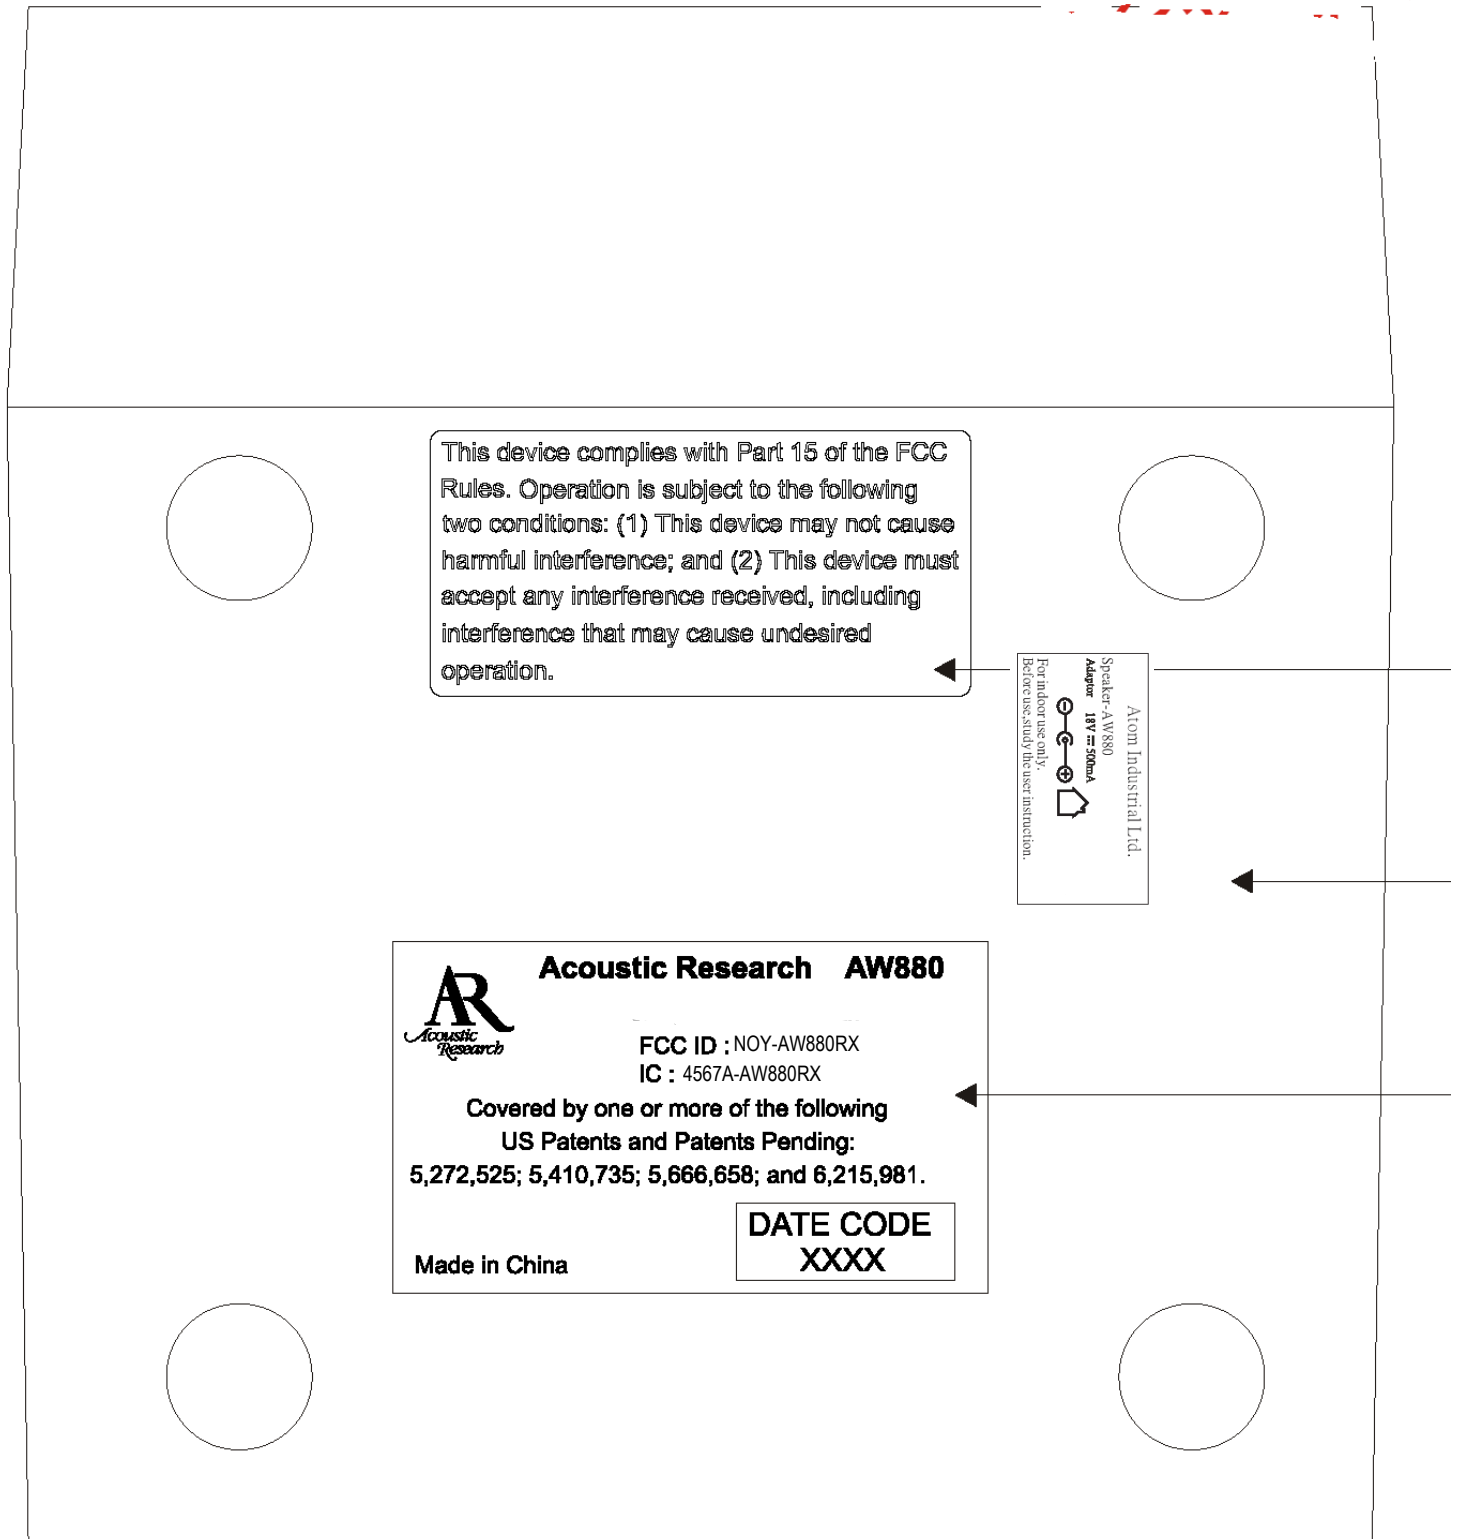 This device complies with Part 15 of the FCC
Rules. Operation is subject to the following
two conditions: (1) This device may not cause
harmful interference; and (2) This device must
accept any interference received, including
interference that may cause undesired
operation.
Atom Industrial Ltd.
Speaker-AW880
Adaptor 18V ⎓ 500mA
For indoor use only.
Before use,study the user instruction.
Acoustic Research AW880
AR
Acoustic
Research
FCC ID : NOY-AW880RX
IC : 4567A-AW880RX
Covered by one or more of the following
US Patents and Patents Pending:
5,272,525; 5,410,735; 5,666,658; and 6,215,981.
DATE CODE
XXXX
Made in China